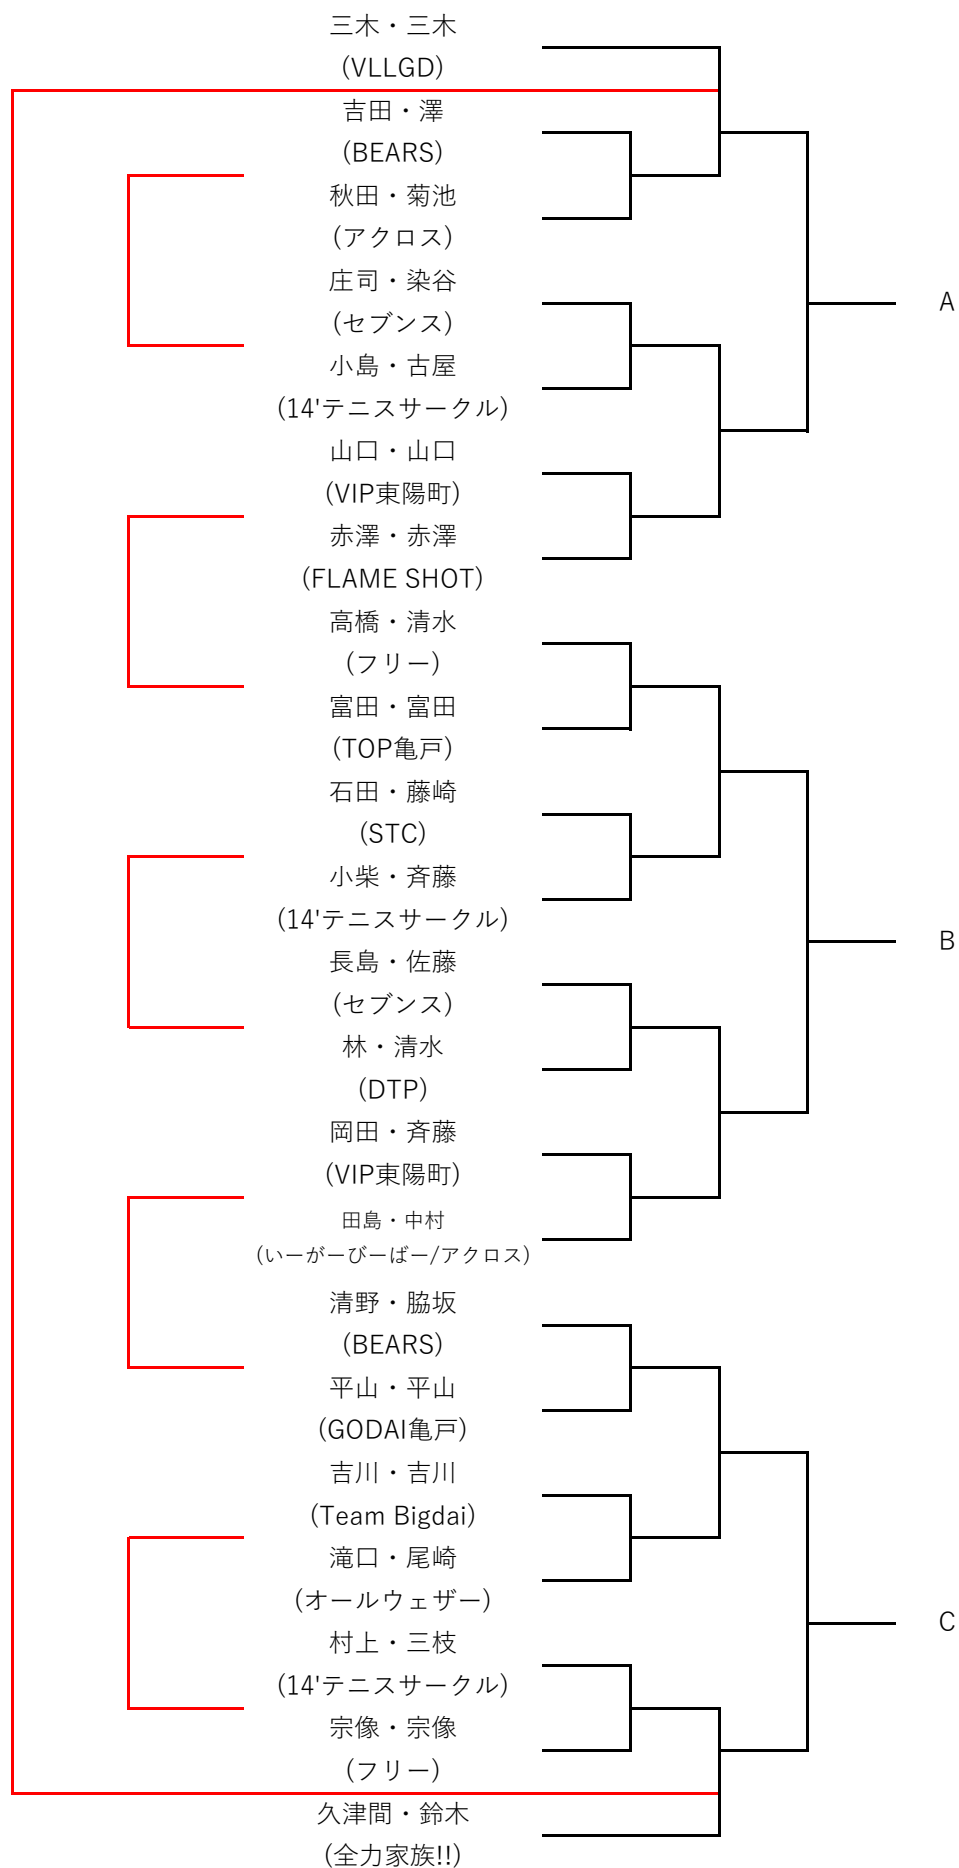 三木・三木
(VLLGD)
吉田・澤
(BEARS)
秋田・菊池
(アクロス)
庄司・染谷
(セブンス)
A
小島・古屋
(14'テニスサークル)
山口・山口
(VIP東陽町)
赤澤・赤澤
(FLAME SHOT)
高橋・清水
(フリー)
富田・富田
(TOP亀戸)
石田・藤崎
(STC)
小柴・斉藤
(14'テニスサークル)
B
長島・佐藤
(セブンス)
林・清水
(DTP)
岡田・斉藤
(VIP東陽町)
田島・中村
(いーがーびーばー/アクロス)
清野・脇坂
(BEARS)
平山・平山
(GODAI亀戸)
吉川・吉川
(Team Bigdai)
滝口・尾崎
(オールウェザー)
C
村上・三枝
(14'テニスサークル)
宗像・宗像
(フリー)
久津間・鈴木
(全力家族!!)